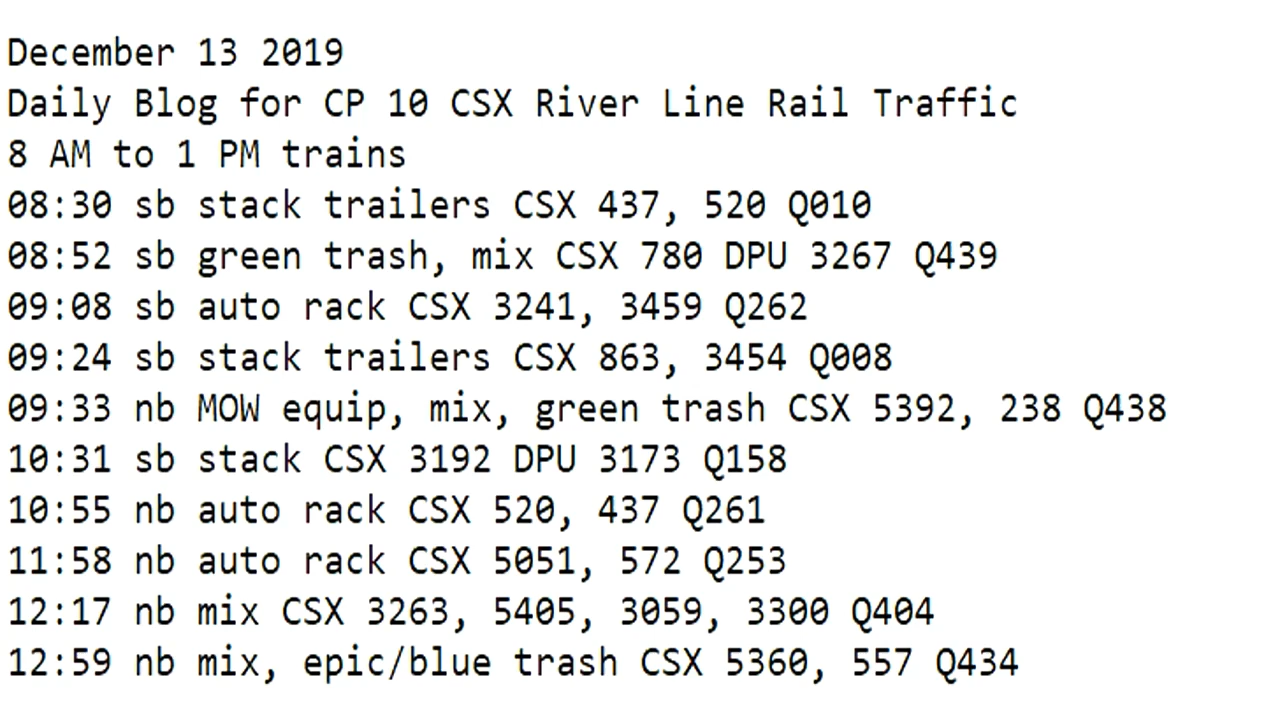 December 13 2019
Daily Blog for CP 10 CSX River Line Rail Traffic
8 AM to 1 PM trains
08:30 sb stack trailers CSX 437, 520 Q010
08:52 sb green trash, mix CSX 780 DPU 3267 Q439
09:08 sb auto rack CSX 3241, 3459 Q262
09:24 sb stack trailers CSX 863, 3454 Q008
09:33 nb MOW equip, mix, green trash CSX 5392, 238 Q438
10:31 sb stack CSX 3192 DPU 3173 Q158
10:55 nb auto rack CSX 520, 437 Q261
11:58 nb auto rack CSX 5051, 572 Q253
12:17 nb mix CSX 3263, 5405, 3059, 3300 Q404
12:59 nb mix, epic/blue trash CSX 5360, 557 Q434